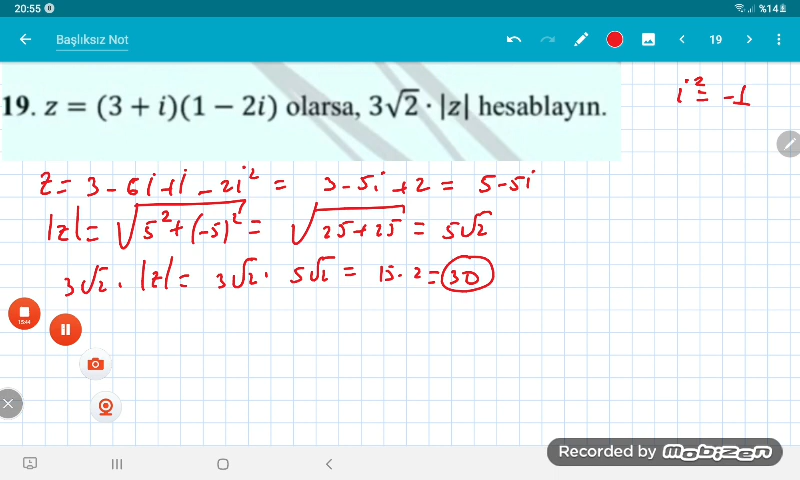 20:55 %14
Başlıksız Not 19
19. z = (3 + i)(1 − 2i) olarsa, 3√2 · |z| hesablayın.
i² = -1
z = 3 - 6i + i - 2i² = 3 - 5i + 2 = 5 - 5i
|z| = √(5² + (-5)²) = √(25 + 25) = 5√2
3√2 · |z| = 3√2 · 5√2 = 15 · 2 = 30
15:44
Recorded by mobizen